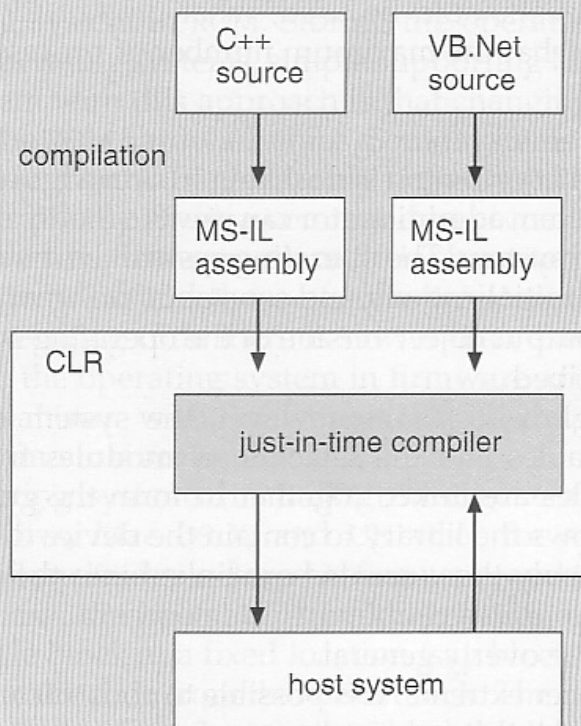 C++
source
VB.Net
source
compilation
MS-IL
assembly
MS-IL
assembly
CLR
just-in-time compiler
host system